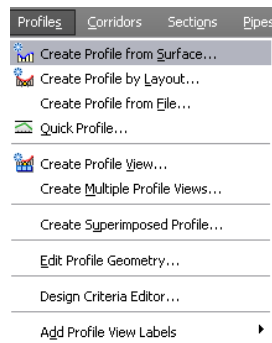 Profiles Corridors Sections Pipes
Create Profile from Surface...
Create Profile by Layout...
Create Profile from File...
Quick Profile...
Create Profile View...
Create Multiple Profile Views...
Create Superimposed Profile...
Edit Profile Geometry...
Design Criteria Editor...
Add Profile View Labels